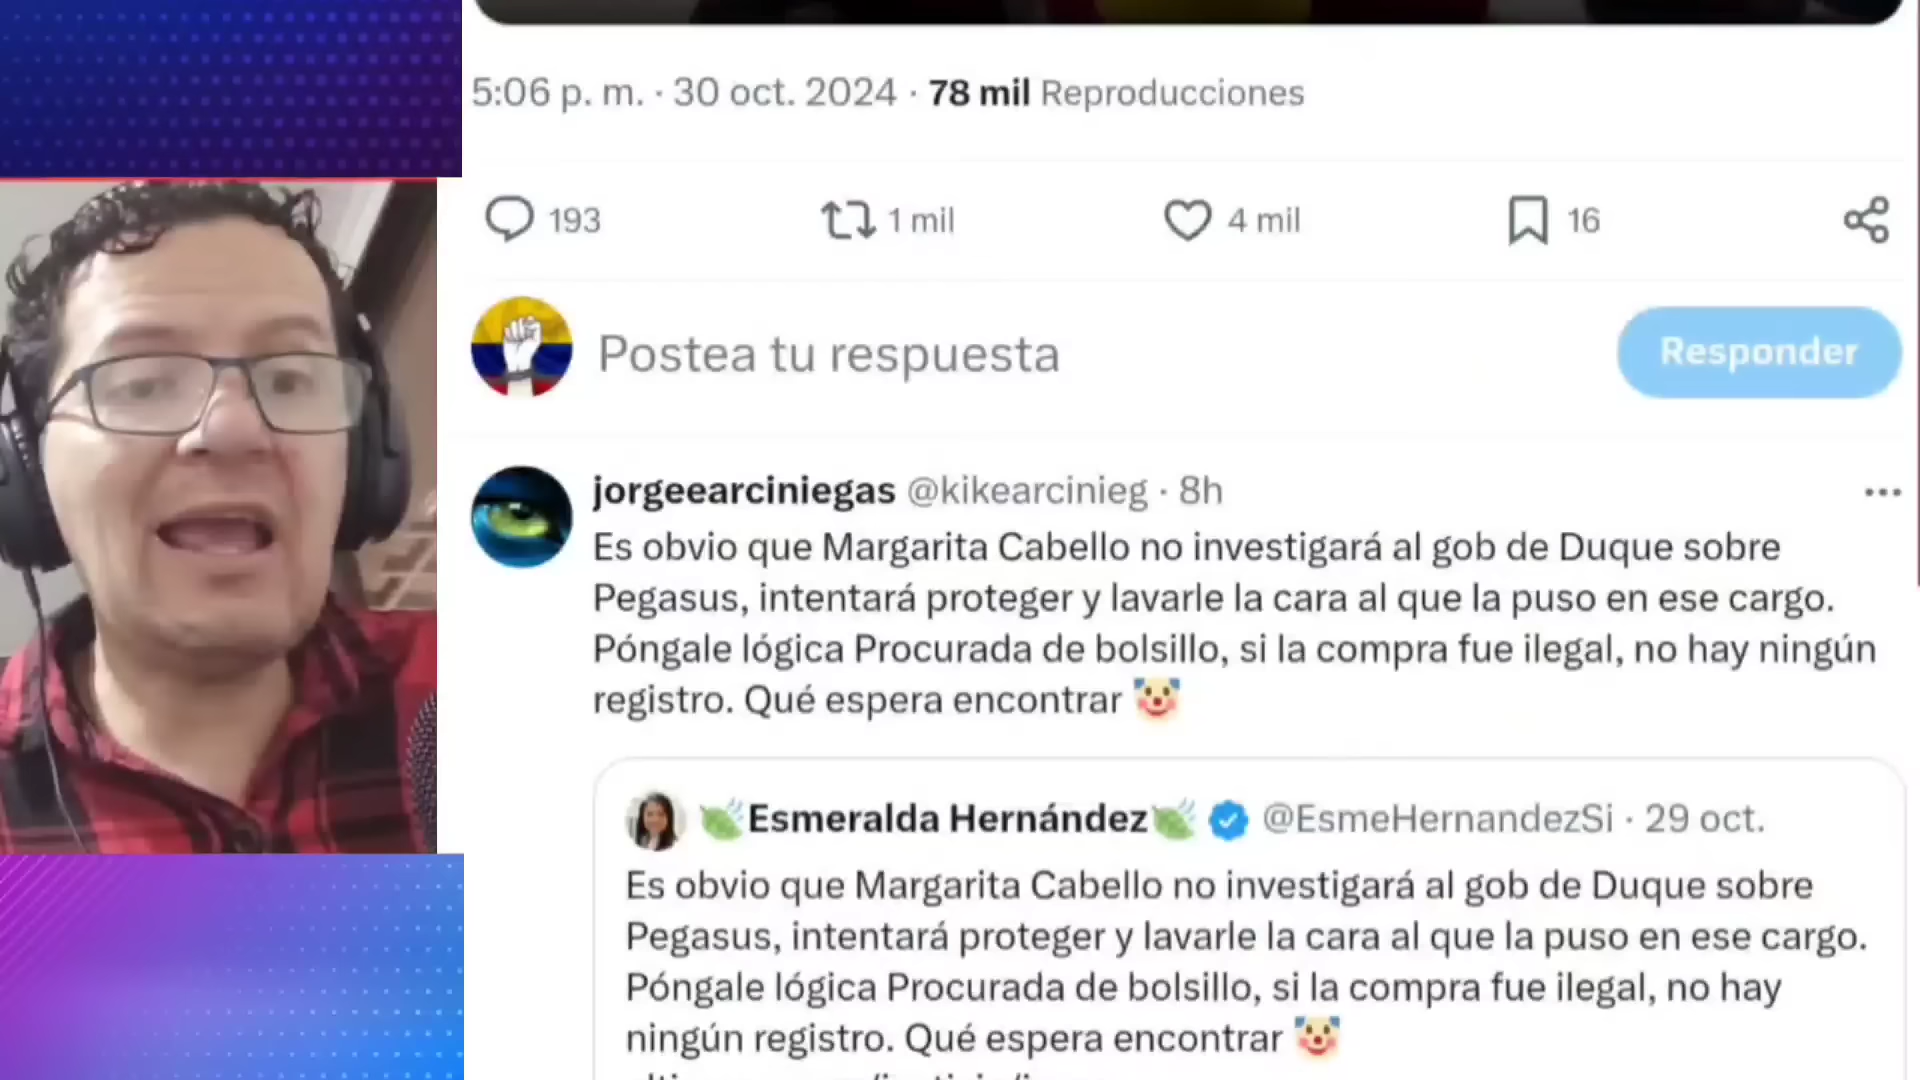 5:06 p. m. · 30 oct. 2024 · 78 mil Reproducciones
193 1 mil 4 mil 16
Postea tu respuesta Responder
jorgeearciniegas @kikearcinieg · 8h
Es obvio que Margarita Cabello no investigará al gob de Duque sobre
Pegasus, intentará proteger y lavarle la cara al que la puso en ese cargo.
Póngale lógica Procurada de bolsillo, si la compra fue ilegal, no hay ningún
registro. Qué espera encontrar 🤡
🍃Esmeralda Hernández🍃 @EsmeHernandezSi · 29 oct.
Es obvio que Margarita Cabello no investigará al gob de Duque sobre
Pegasus, intentará proteger y lavarle la cara al que la puso en ese cargo.
Póngale lógica Procurada de bolsillo, si la compra fue ilegal, no hay
ningún registro. Qué espera encontrar 🤡